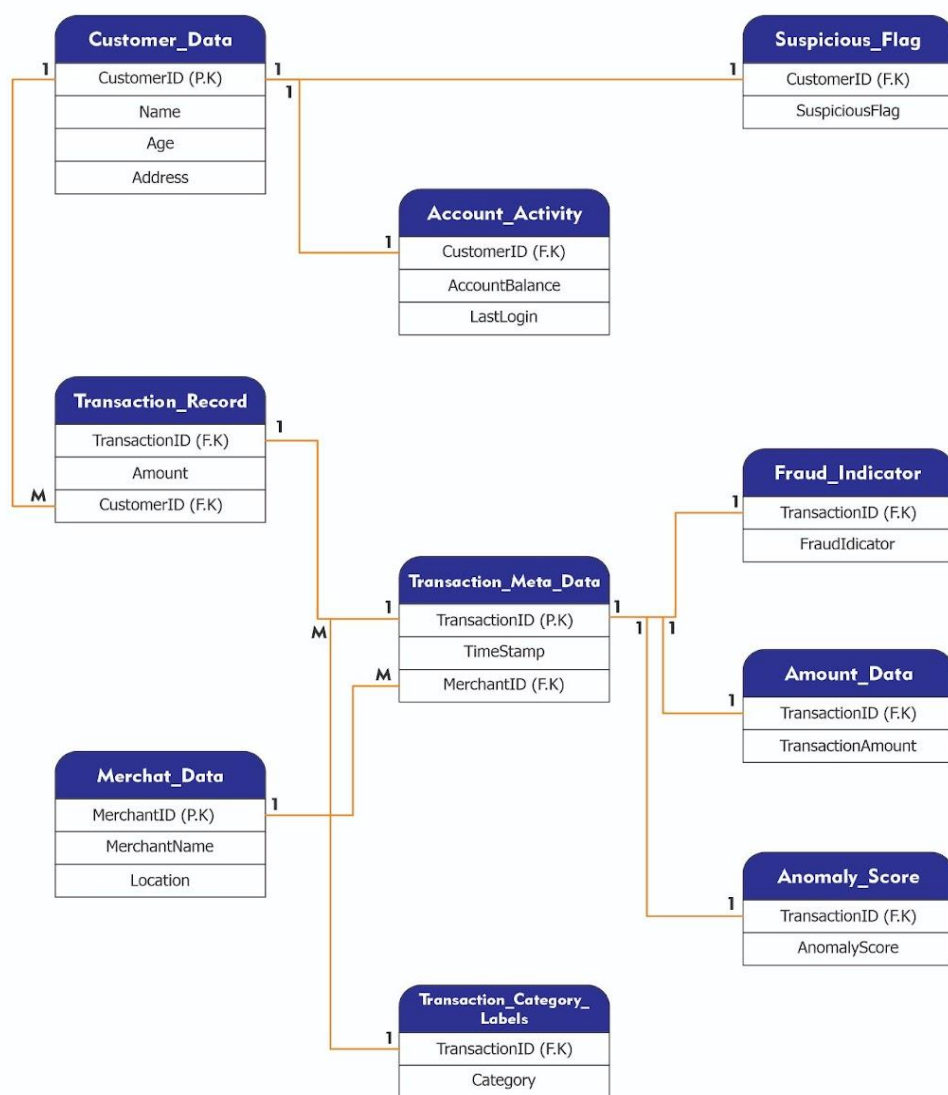 Customer_Data
CustomerID (P.K)
Name
Age
Address
1
1
1
1
Suspicious_Flag
CustomerID (F.K)
SuspiciousFlag
Account_Activity
1
CustomerID (F.K)
AccountBalance
LastLogin
Transaction_Record
TransactionID (F.K)
Amount
CustomerID (F.K)
1
M
Fraud_Indicator
1
TransactionID (F.K)
FraudIdicator
Transaction_Meta_Data
1
M
TransactionID (P.K)
1
1
1
TimeStamp
M
MerchantID (F.K)
Amount_Data
1
TransactionID (F.K)
TransactionAmount
Merchat_Data
MerchantID (P.K)
1
MerchantName
Location
Anomaly_Score
1
TransactionID (F.K)
AnomalyScore
Transaction_Category_
Labels
1
TransactionID (F.K)
Category